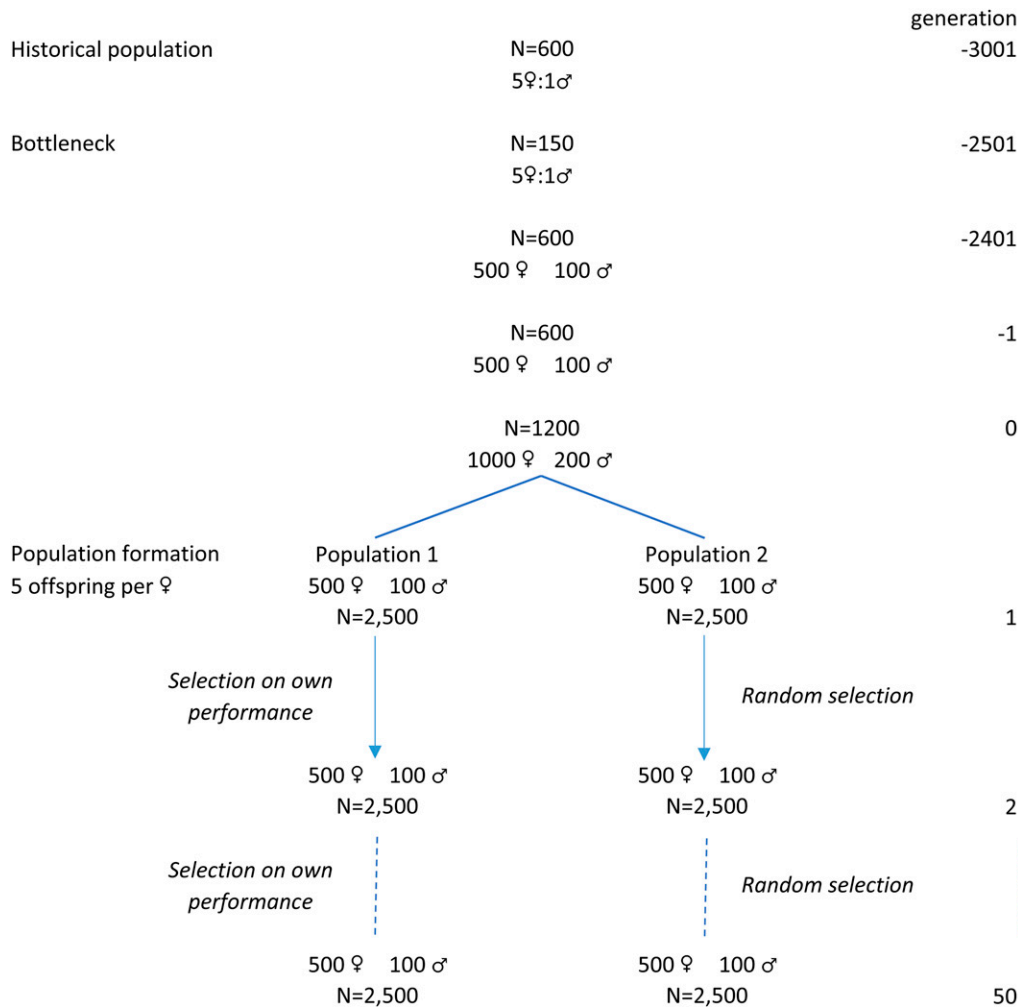 generation
Historical population N=600 -3001
5♀:1♂
Bottleneck N=150 -2501
5♀:1♂
N=600 -2401
500 ♀ 100 ♂
N=600 -1
500 ♀ 100 ♂
N=1200 0
1000 ♀ 200 ♂
Population formation Population 1 Population 2
5 offspring per ♀ 500 ♀ 100 ♂ 500 ♀ 100 ♂
N=2,500 N=2,500 1
Selection on own
performance
Random selection
500 ♀ 100 ♂ 500 ♀ 100 ♂
N=2,500 N=2,500 2
Selection on own
performance
Random selection
500 ♀ 100 ♂ 500 ♀ 100 ♂
N=2,500 N=2,500 50